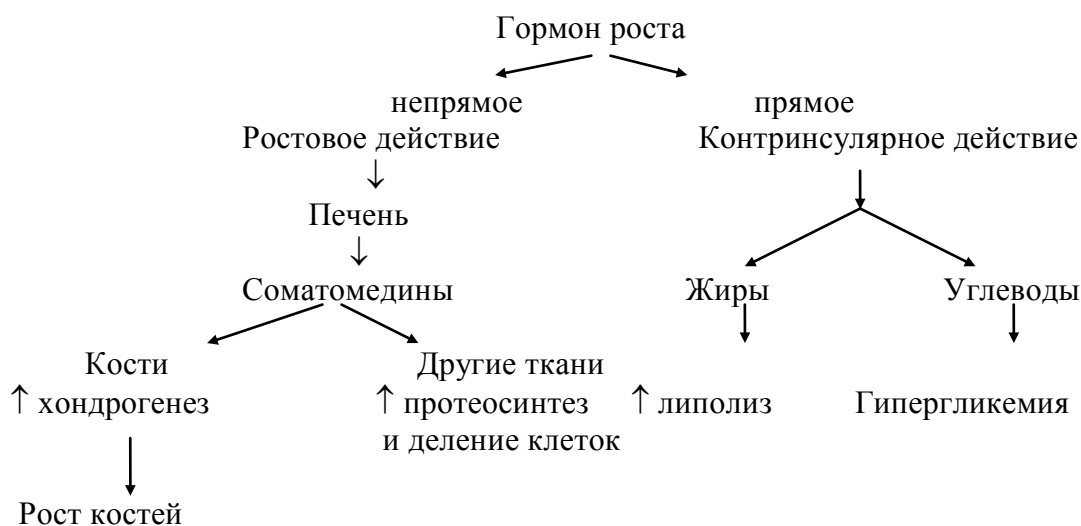 Гормон роста
непрямое прямое
Ростовое действие Контринсулярное действие
↓
Печень
↓
Соматомедины Жиры Углеводы
Кости Другие ткани
↑ хондрогенез ↑ протеосинтез ↑ липолиз Гипергликемия
и деление клеток
Рост костей